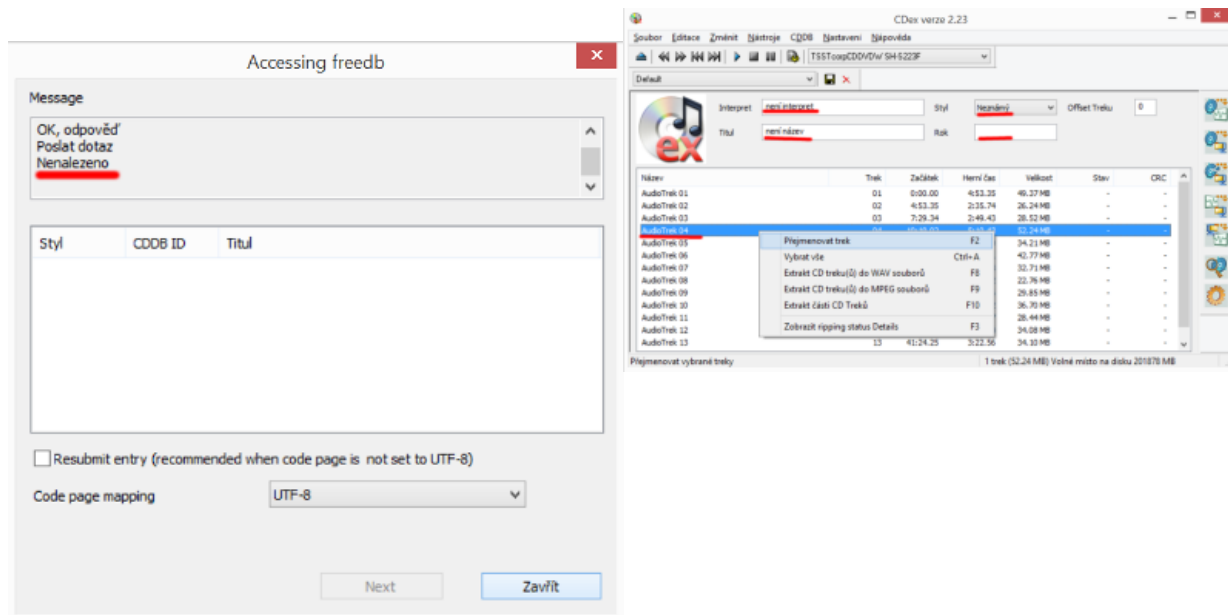 Accessing freedb
Message
OK, odpověď
Poslat dotaz
Nenalezeno
Styl CDDB ID Titul
Resubmit entry (recommended when code page is not set to UTF-8)
Code page mapping UTF-8
Next Zavřít
CDex verze 2.23
Soubor Editace Změnit Nástroje CDDB Nastavení Nápověda
TSSTcorpCDDVDW SH-S223F
Default
ex
Interpret není interpret Styl Neznámý Offset Treku 0
Titul není název Rok
Název Trek Začátek Herní čas Velikost Stav CRC
AudioTrek 01 01 0:00.00 4:53.35 49.37 MB - -
AudioTrek 02 02 4:53.35 2:35.74 26.24 MB - -
AudioTrek 03 03 7:29.34 2:49.43 28.52 MB - -
AudioTrek 04 04 52.24 MB - -
AudioTrek 05 34.21 MB - -
AudioTrek 06 42.77 MB - -
AudioTrek 07 32.71 MB - -
AudioTrek 08 22.76 MB - -
AudioTrek 09 29.85 MB - -
AudioTrek 10 36.70 MB - -
AudioTrek 11 28.44 MB - -
AudioTrek 12 34.08 MB - -
AudioTrek 13 13 41:24.25 3:22.56 34.10 MB - -
Přejmenovat trek F2
Vybrat vše Ctrl+A
Extrakt CD treku(ů) do WAV souborů F8
Extrakt CD treku(ů) do MPEG souborů F9
Extrakt části CD Treků F10
Zobrazit ripping status Details F3
Přejmenovat vybrané treky 1 trek (52.24 MB) Volné místo na disku 201878 MB